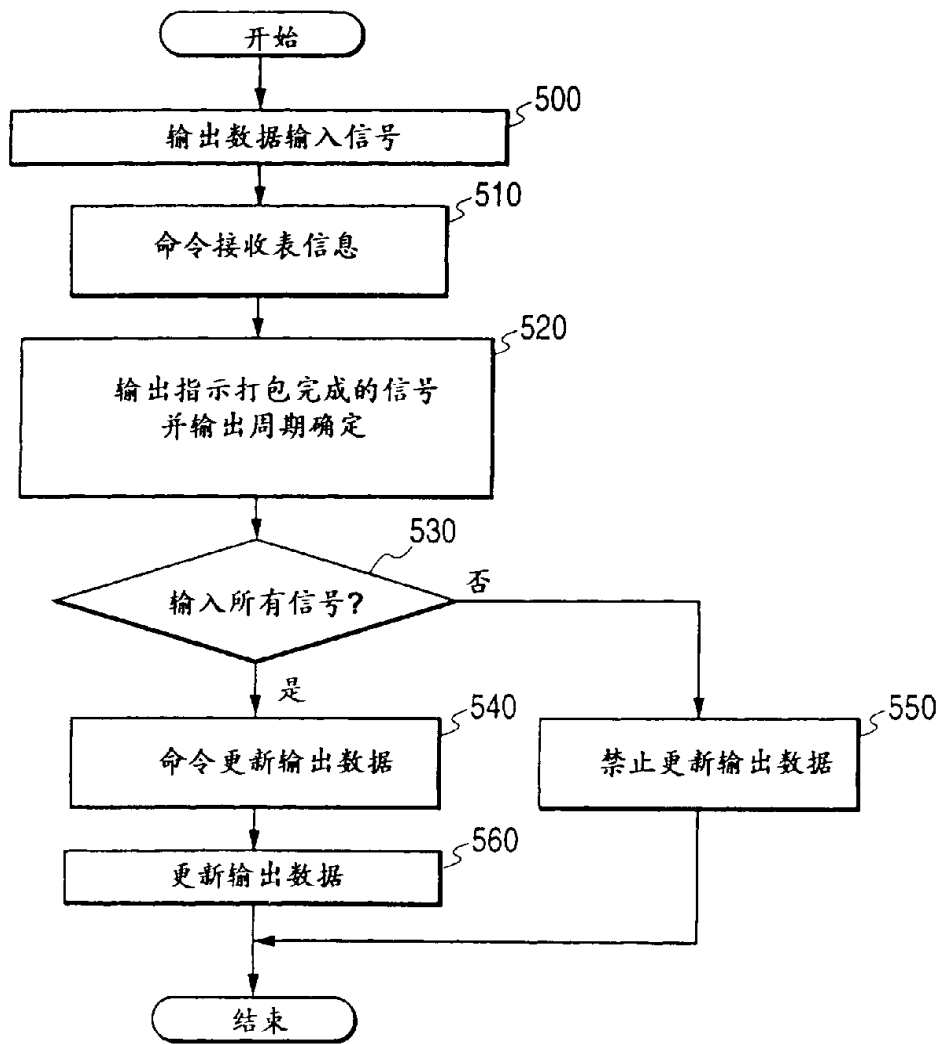 开始
500
输出数据输入信号
510
命令接收表信息
520
输出指示打包完成的信号
并输出周期确定
530
输入所有信号?
否
是
540
命令更新输出数据
550
禁止更新输出数据
560
更新输出数据
结束